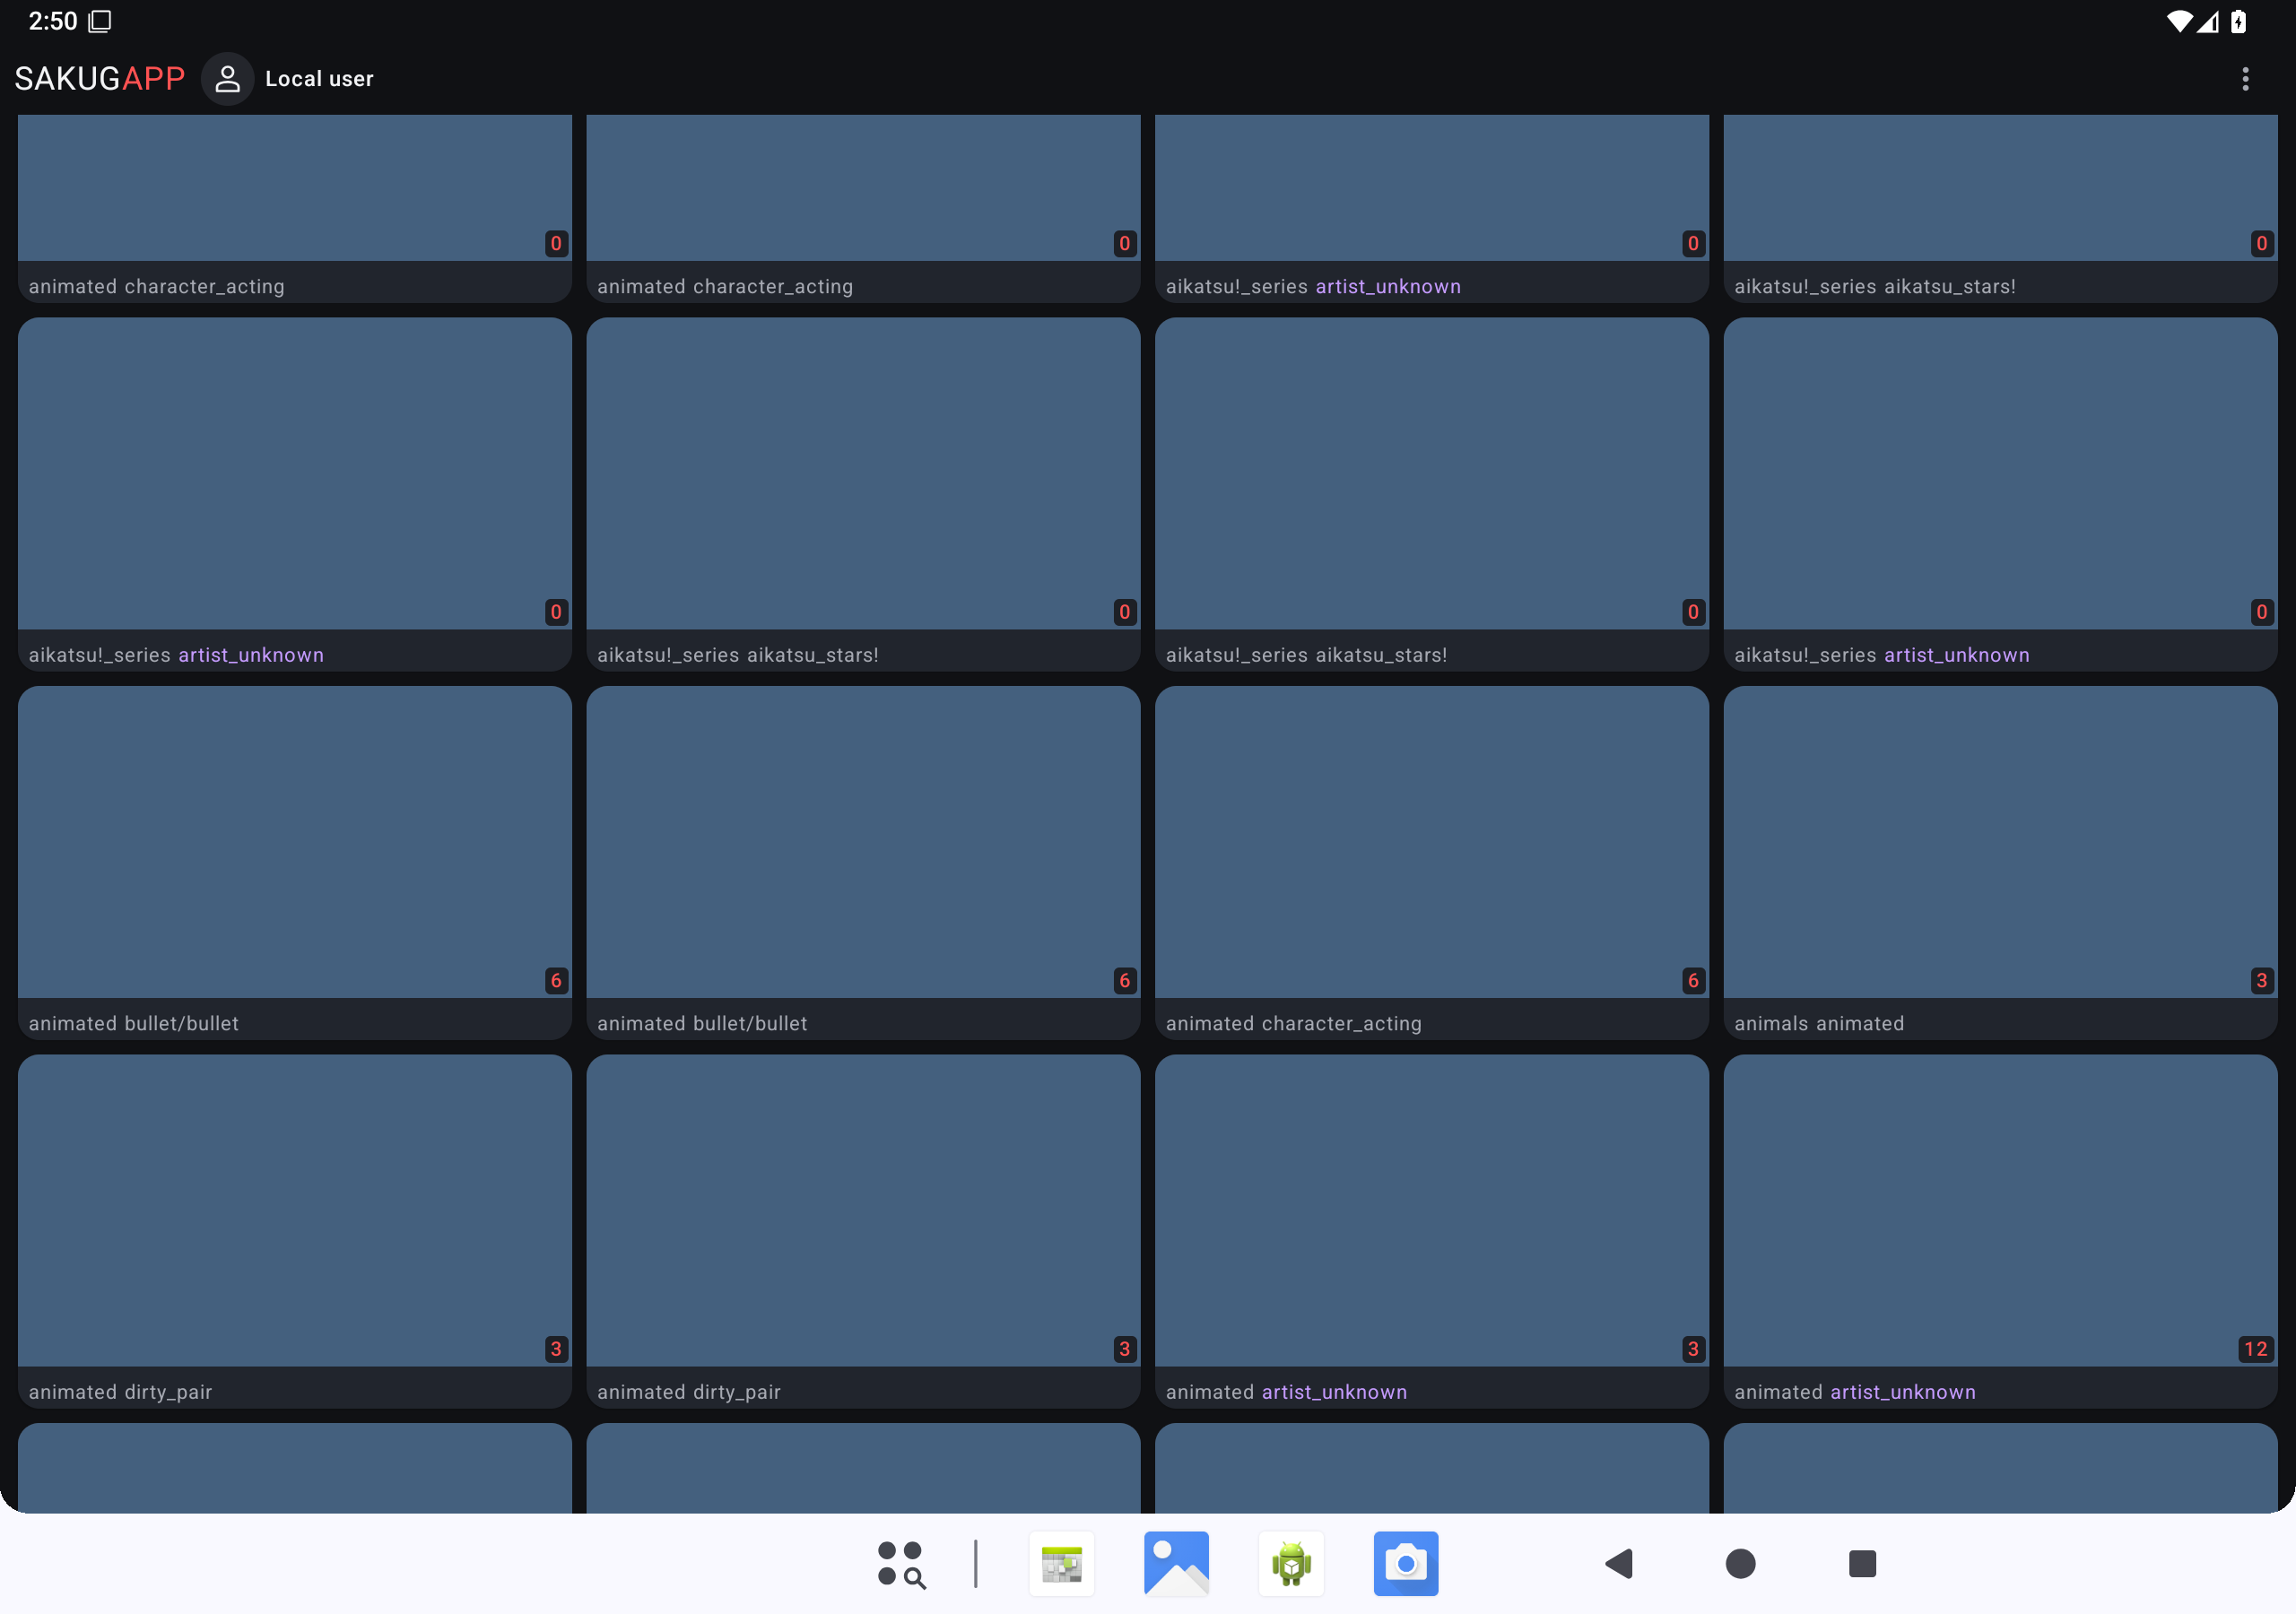 2:50
SAKUGAPP Local user
0 0 0 0
animated character_acting animated character_acting aikatsu!_series artist_unknown aikatsu!_series aikatsu_stars!
0 0 0 0
aikatsu!_series artist_unknown aikatsu!_series aikatsu_stars! aikatsu!_series aikatsu_stars! aikatsu!_series artist_unknown
6 6 6 3
animated bullet/bullet animated bullet/bullet animated character_acting animals animated
3 3 3 12
animated dirty_pair animated dirty_pair animated artist_unknown animated artist_unknown